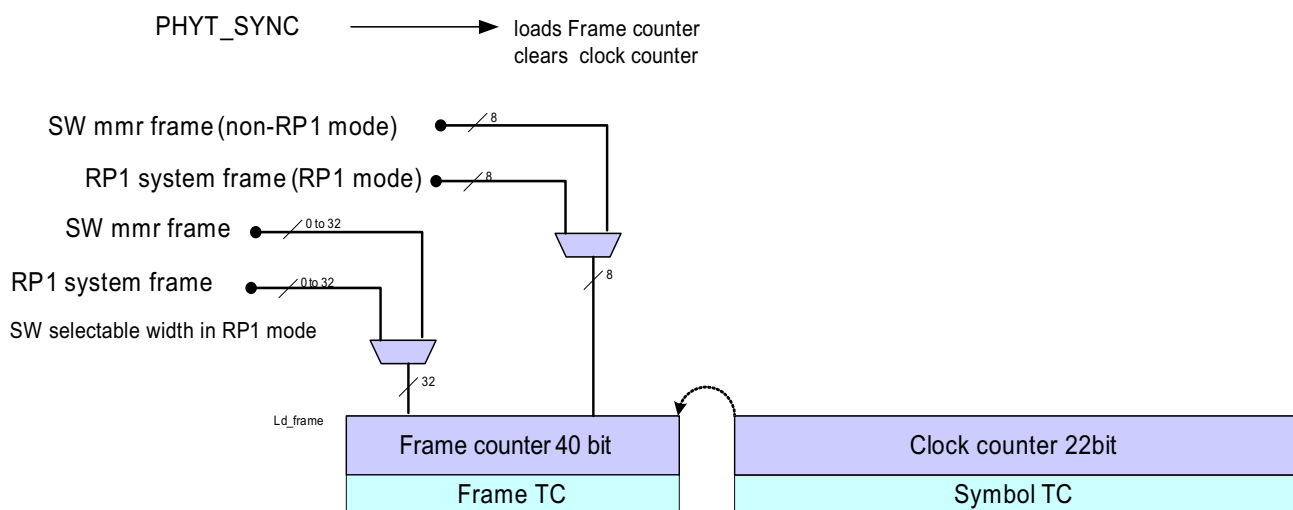 PHYT_SYNC
loads Frame counter
clears clock counter
SW mmr frame (non-RP1 mode)
8
RP1 system frame (RP1 mode)
8
SW mmr frame
0 to 32
8
RP1 system frame
0 to 32
SW selectable width in RP1 mode
32
Ld_frame
Frame counter 40 bit
Clock counter 22bit
Frame TC
Symbol TC